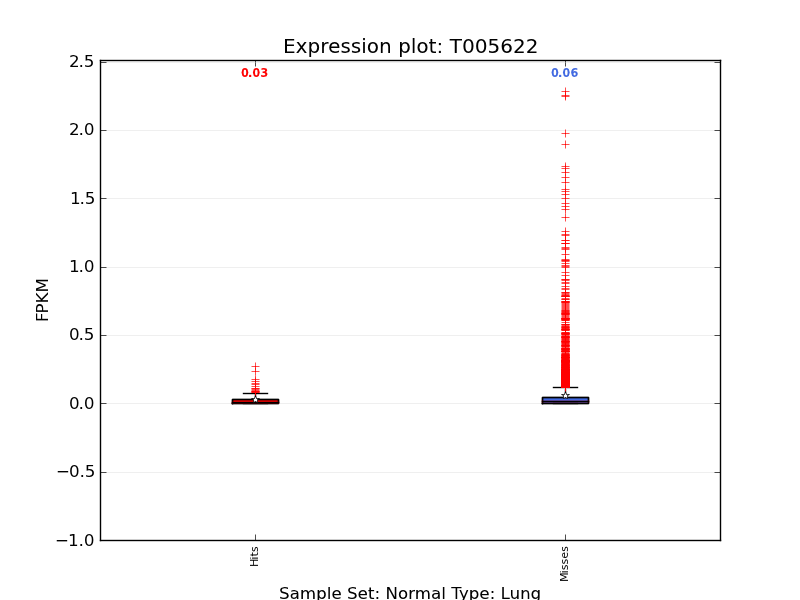 Expression plot: T005622
0.03 0.06
2.5
2.0
1.5
1.0
0.5
0.0
−0.5
−1.0
FPKM
Hits Misses
Sample Set: Normal Type: Lung